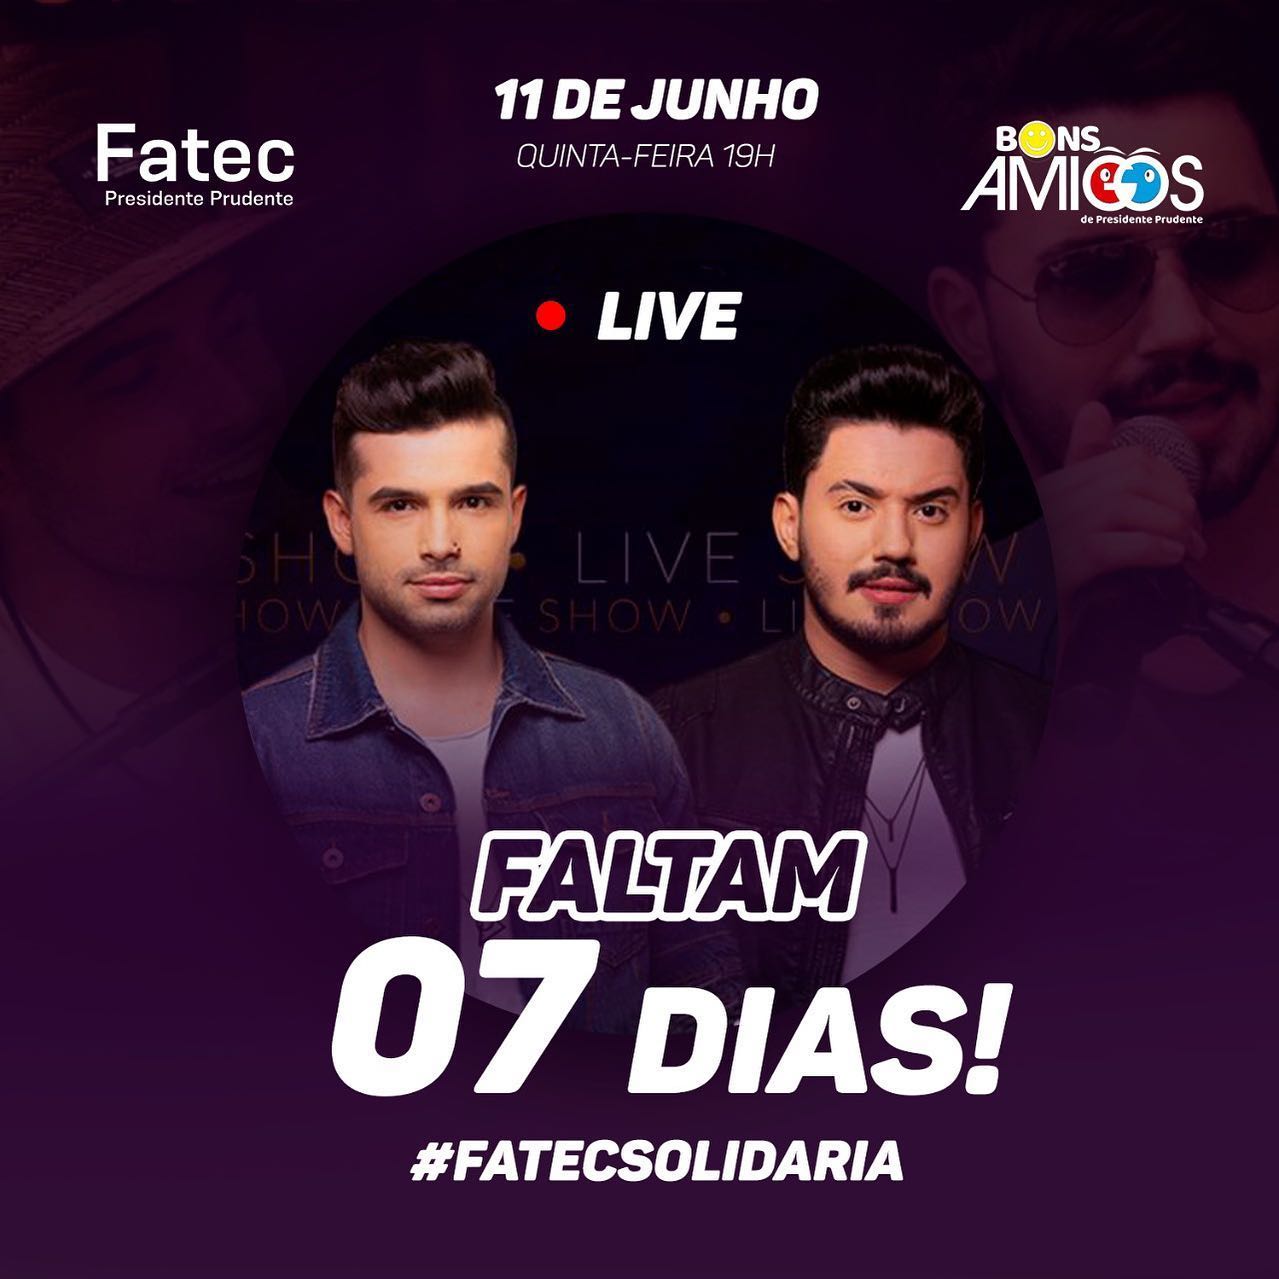 11 DE JUNHO
QUINTA-FEIRA 19H
Fatec
Presidente Prudente
BONS
AMIGOS
de Presidente Prudente
LIVE
SHOW • LIVE SHOW
SHOW • LIVE SHOW • LIVE SHOW
FALTAM
07 DIAS!
#FATECSOLIDARIA